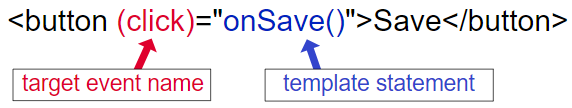 <button (click)="onSave()">Save</button>
target event name
template statement